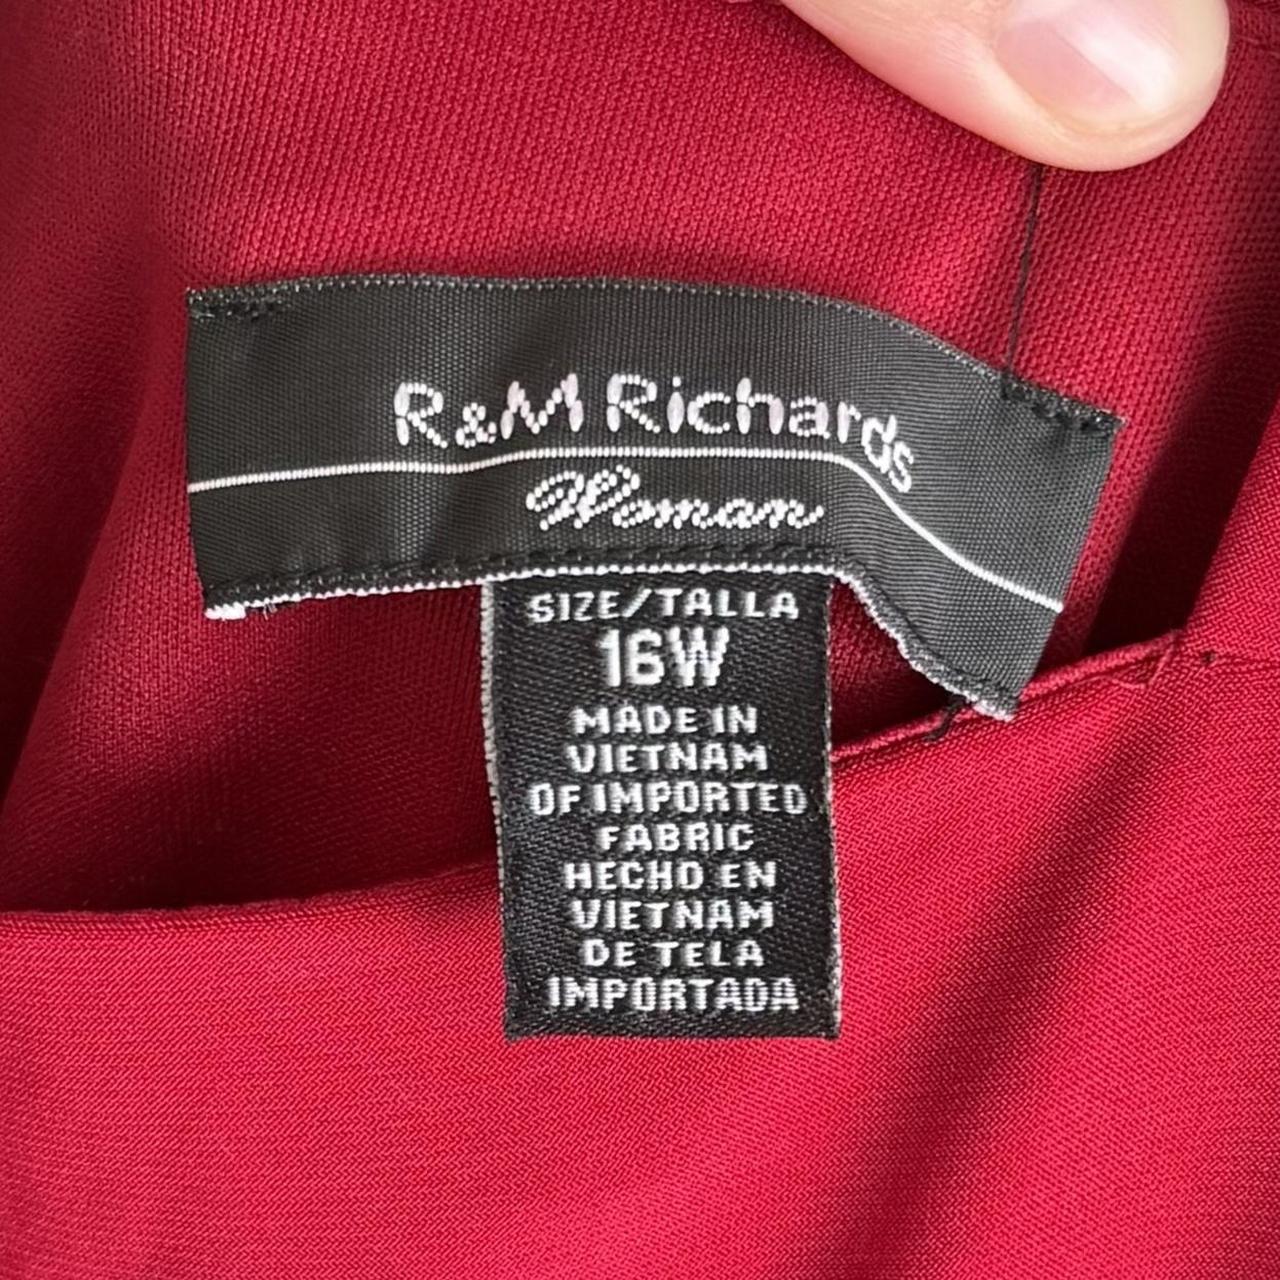 R&M Richards
Woman
SIZE/TALLA
16W
MADE IN
VIETNAM
OF IMPORTED
FABRIC
HECHO EN
VIETNAM
DE TELA
IMPORTADA